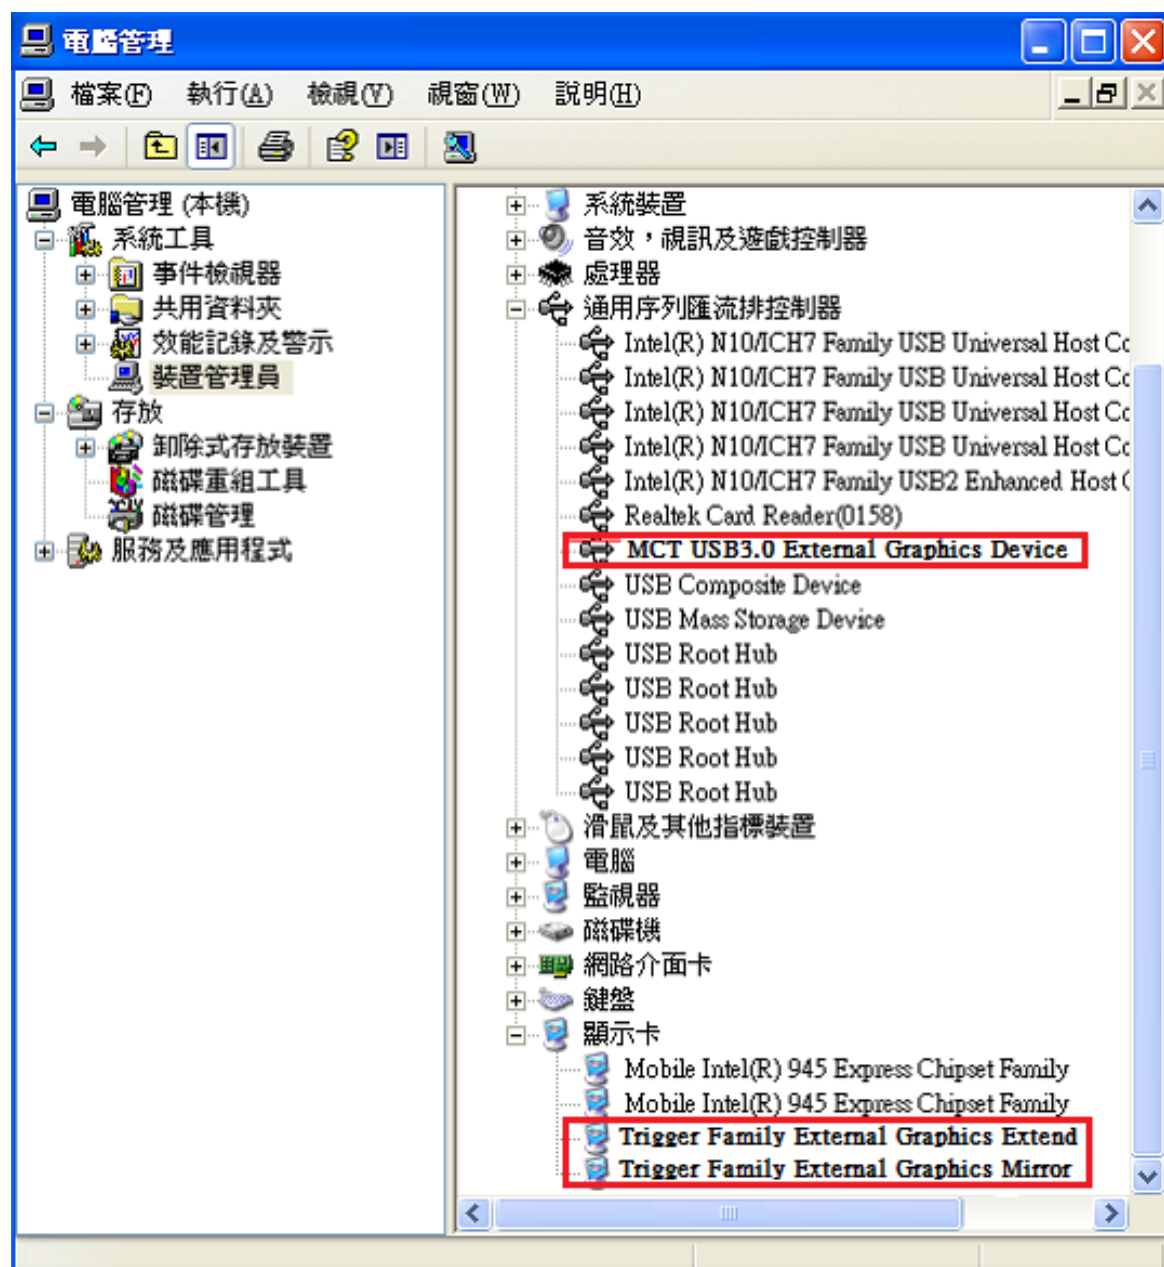 電腦管理
檔案(F) 執行(A) 檢視(V) 視窗(W) 說明(H)
電腦管理 (本機)
系統工具
事件檢視器
共用資料夾
效能記錄及警示
裝置管理員
存放
卸除式存放裝置
磁碟重組工具
磁碟管理
服務及應用程式
系統裝置
音效，視訊及遊戲控制器
處理器
通用序列匯流排控制器
Intel(R) N10/ICH7 Family USB Universal Host Co
Intel(R) N10/ICH7 Family USB Universal Host Co
Intel(R) N10/ICH7 Family USB Universal Host Co
Intel(R) N10/ICH7 Family USB Universal Host Co
Intel(R) N10/ICH7 Family USB2 Enhanced Host
Realtek Card Reader(0158)
MCT USB3.0 External Graphics Device
USB Composite Device
USB Mass Storage Device
USB Root Hub
USB Root Hub
USB Root Hub
USB Root Hub
USB Root Hub
滑鼠及其他指標裝置
電腦
監視器
磁碟機
網路介面卡
鍵盤
顯示卡
Mobile Intel(R) 945 Express Chipset Family
Mobile Intel(R) 945 Express Chipset Family
Trigger Family External Graphics Extend
Trigger Family External Graphics Mirror